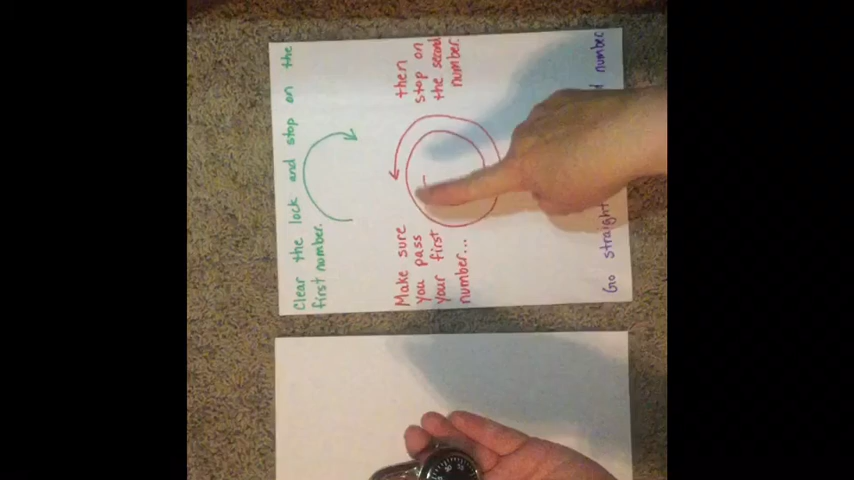 Clear the lock and stop on the
first number.
Make sure
you pass
your first
number...
then
stop on
the second
number.
Go straight
number